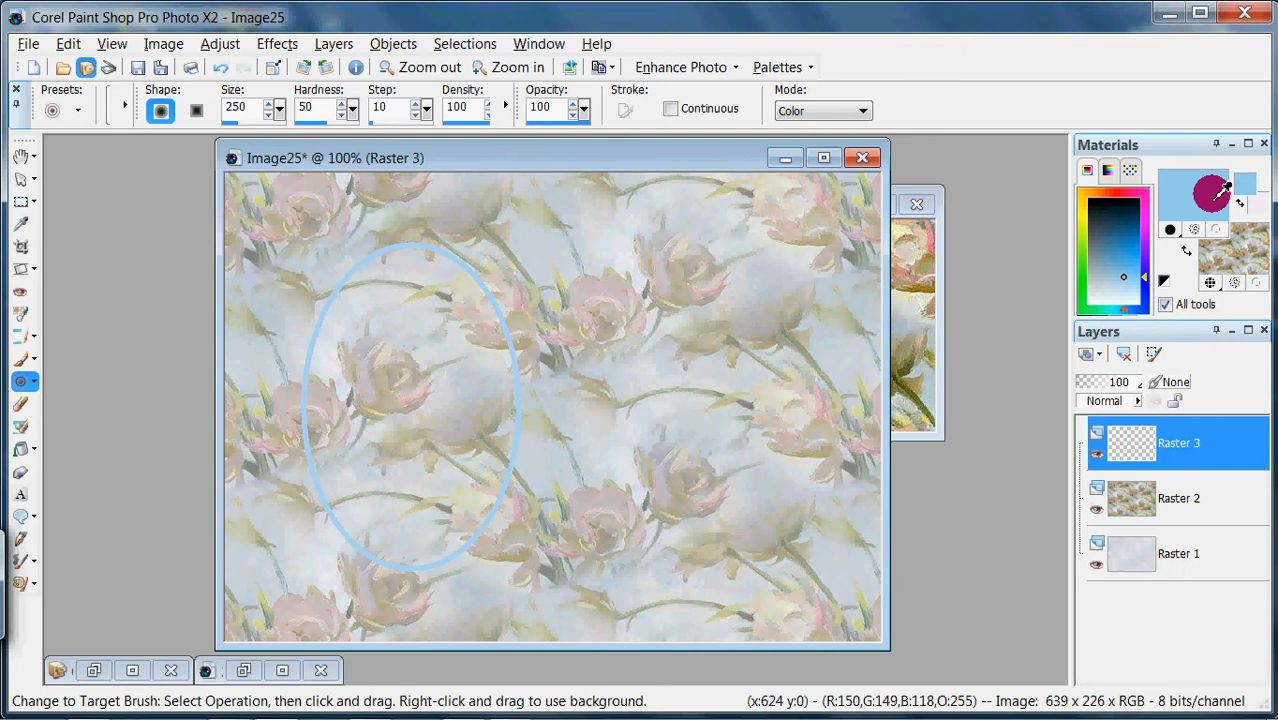 Corel Paint Shop Pro Photo X2 - Image25
File Edit View Image Adjust Effects Layers Objects Selections Window Help
Zoom out Zoom in Enhance Photo Palettes
Presets: Shape: Size: Hardness: Step: Density: Opacity: Stroke: Mode:
250 50 10 100 100 Continuous Color
Image25* @ 100% (Raster 3)
Materials
All tools
Layers
100 None
Normal
Raster 3
Raster 2
Raster 1
A
Change to Target Brush: Select Operation, then click and drag. Right-click and drag to use background. (x:624 y:0) - (R:150,G:149,B:118,O:255) -- Image: 639 x 226 x RGB - 8 bits/channel